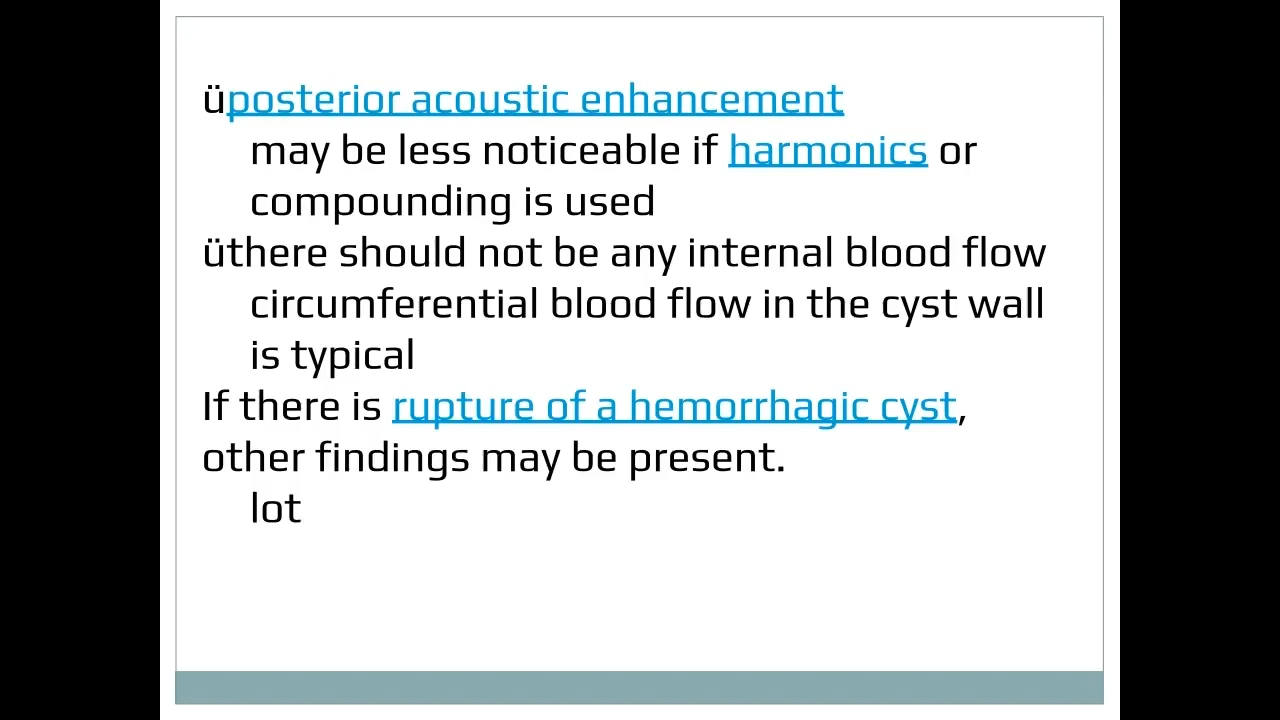 üposterior acoustic enhancement
may be less noticeable if harmonics or
compounding is used
üthere should not be any internal blood flow
circumferential blood flow in the cyst wall
is typical
If there is rupture of a hemorrhagic cyst,
other findings may be present.
lot